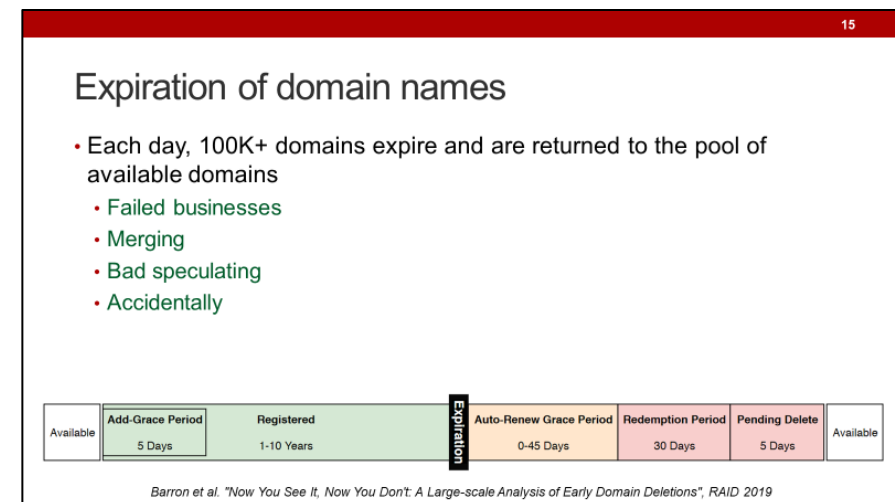 15
Expiration of domain names
• Each day, 100K+ domains expire and are returned to the pool of
available domains
• Failed businesses
• Merging
• Bad speculating
• Accidentally
Available
Add-Grace Period
5 Days
Registered
1-10 Years
Expiration
Auto-Renew Grace Period
0-45 Days
Redemption Period
30 Days
Pending Delete
5 Days
Available
Barron et al. "Now You See It, Now You Don't: A Large-scale Analysis of Early Domain Deletions", RAID 2019